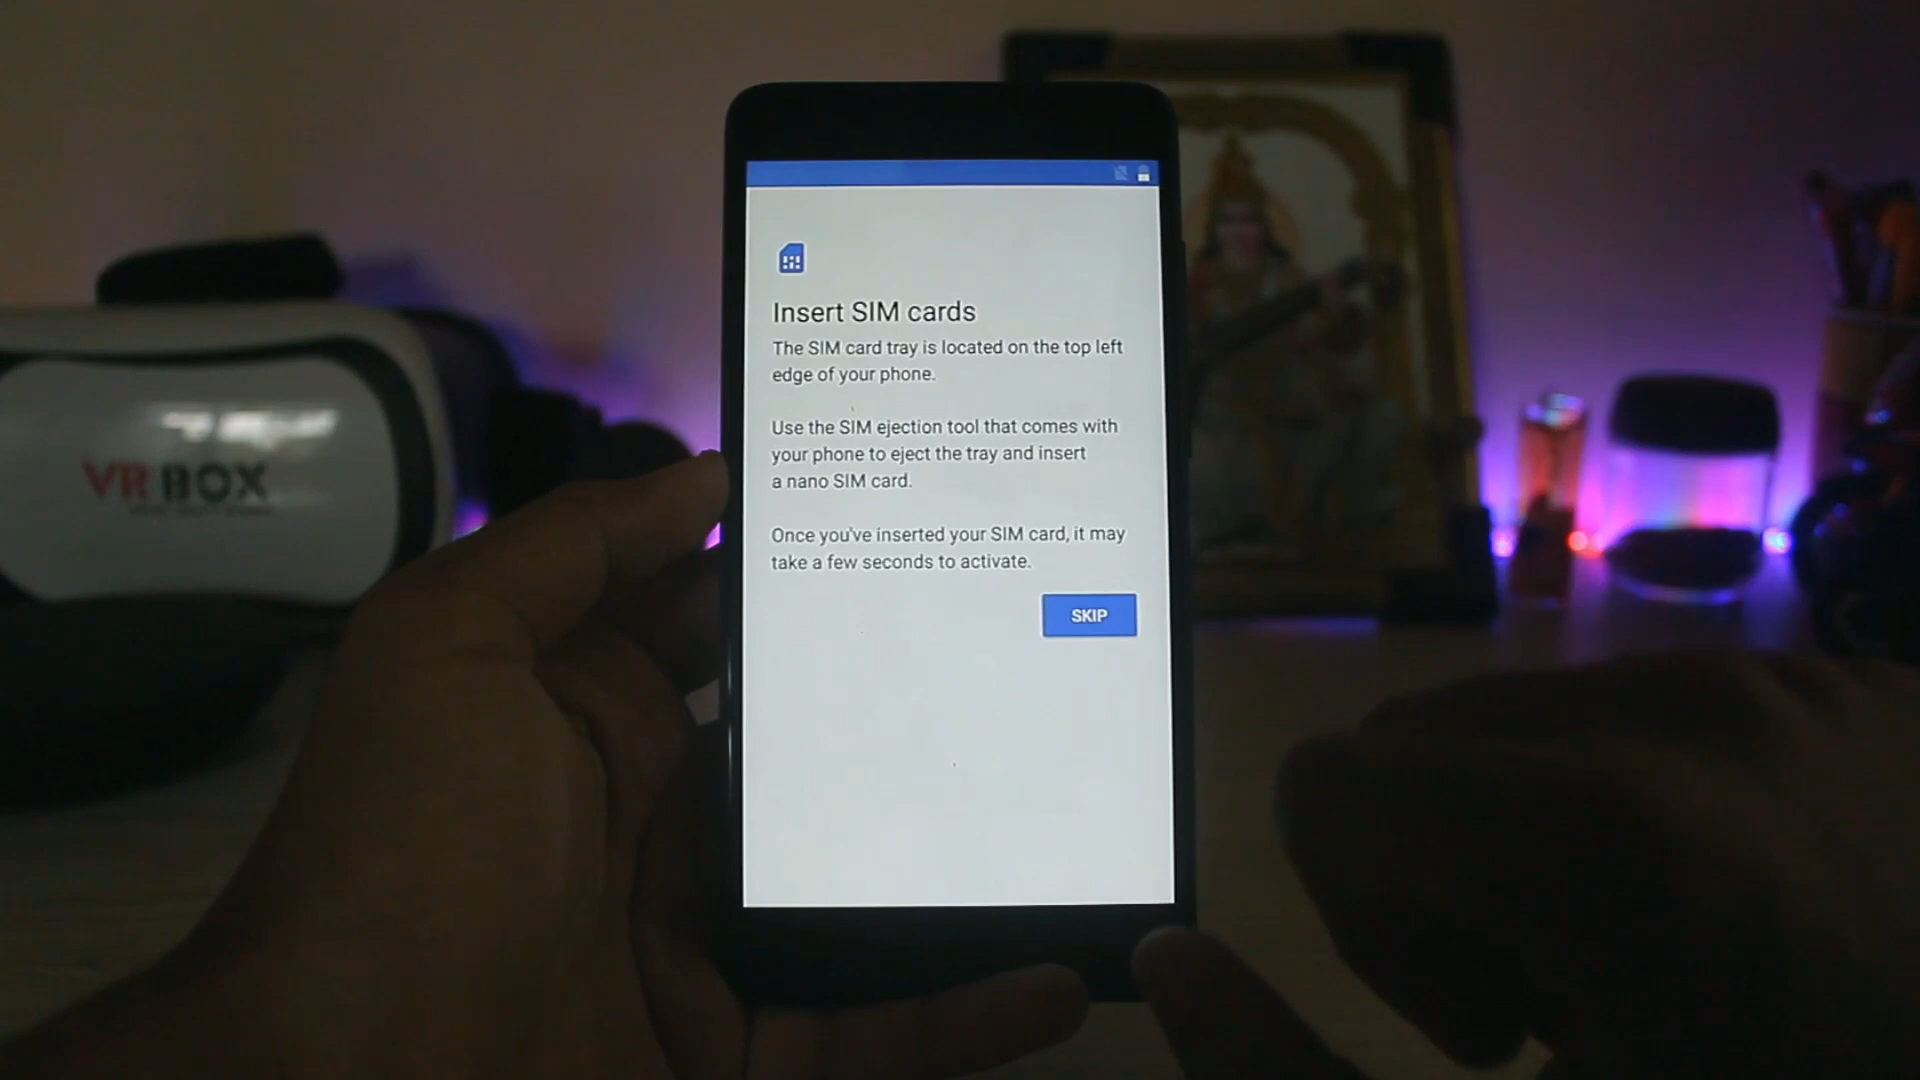 Insert SIM cards
The SIM card tray is located on the top left
edge of your phone.
Use the SIM ejection tool that comes with
your phone to eject the tray and insert
a nano SIM card.
Once you've inserted your SIM card, it may
take a few seconds to activate.
SKIP
VR BOX